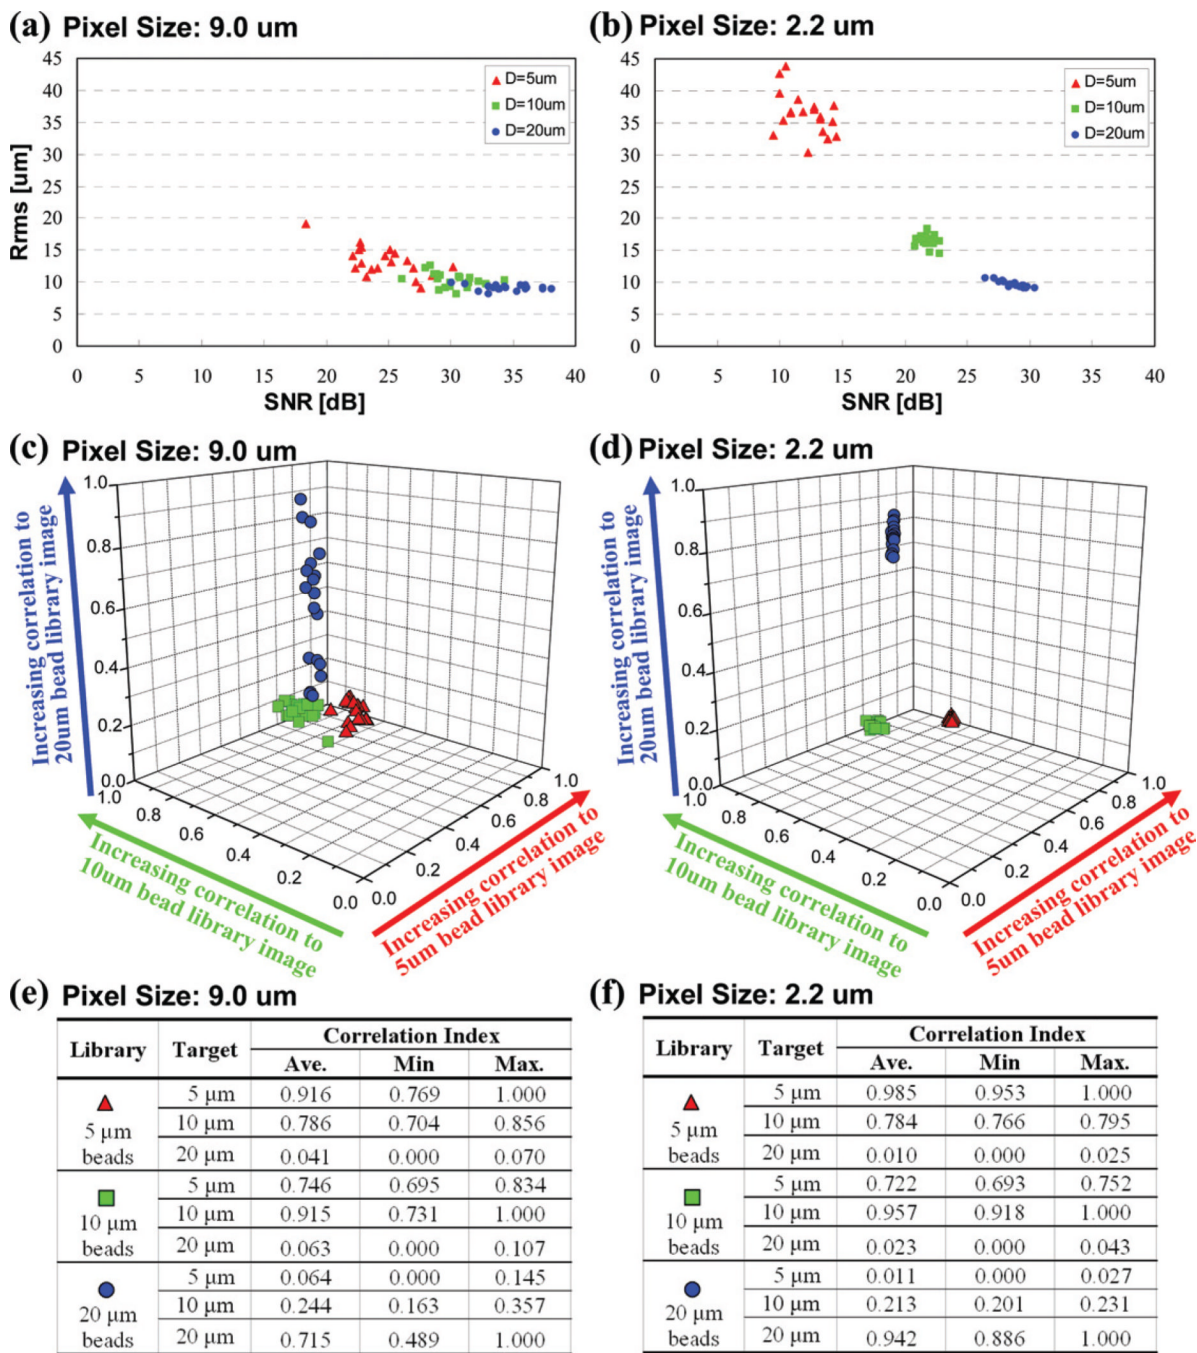 (a) Pixel Size: 9.0 um
(b) Pixel Size: 2.2 um
45
40
35
30
25
20
15
10
5
0
Rrms [um]
D=5um
D=10um
D=20um
0 5 10 15 20 25 30 35 40
SNR [dB]
45
40
35
30
25
20
15
10
5
0
D=5um
D=10um
D=20um
0 5 10 15 20 25 30 35 40
SNR [dB]
(c) Pixel Size: 9.0 um
(d) Pixel Size: 2.2 um
Increasing correlation to
20um bead library image
1.0
0.8
0.6
0.4
0.2
0.0
1.0 0.8 0.6 0.4 0.2 0.0
0.0 0.2 0.4 0.6 0.8 1.0
Increasing correlation to
10um bead library image
Increasing correlation to
5um bead library image
Increasing correlation to
20um bead library image
1.0
0.8
0.6
0.4
0.2
0.0
1.0 0.8 0.6 0.4 0.2 0.0
0.0 0.2 0.4 0.6 0.8 1.0
Increasing correlation to
10um bead library image
Increasing correlation to
5um bead library image
(e) Pixel Size: 9.0 um
Library Target Correlation Index
Ave. Min Max.
5 µm beads
5 µm 0.916 0.769 1.000
10 µm 0.786 0.704 0.856
20 µm 0.041 0.000 0.070
10 µm beads
5 µm 0.746 0.695 0.834
10 µm 0.915 0.731 1.000
20 µm 0.063 0.000 0.107
20 µm beads
5 µm 0.064 0.000 0.145
10 µm 0.244 0.163 0.357
20 µm 0.715 0.489 1.000
(f) Pixel Size: 2.2 um
Library Target Correlation Index
Ave. Min Max.
5 µm beads
5 µm 0.985 0.953 1.000
10 µm 0.784 0.766 0.795
20 µm 0.010 0.000 0.025
10 µm beads
5 µm 0.722 0.693 0.752
10 µm 0.957 0.918 1.000
20 µm 0.023 0.000 0.043
20 µm beads
5 µm 0.011 0.000 0.027
10 µm 0.213 0.201 0.231
20 µm 0.942 0.886 1.000